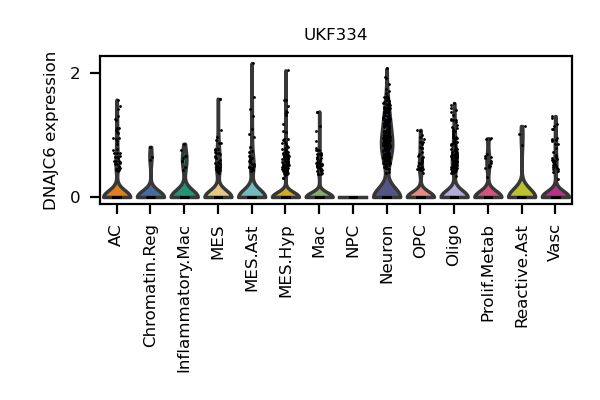 UKF334
DNAJC6 expression
2
0
AC
Chromatin.Reg
Inflammatory.Mac
MES
MES.Ast
MES.Hyp
Mac
NPC
Neuron
OPC
Oligo
Prolif.Metab
Reactive.Ast
Vasc